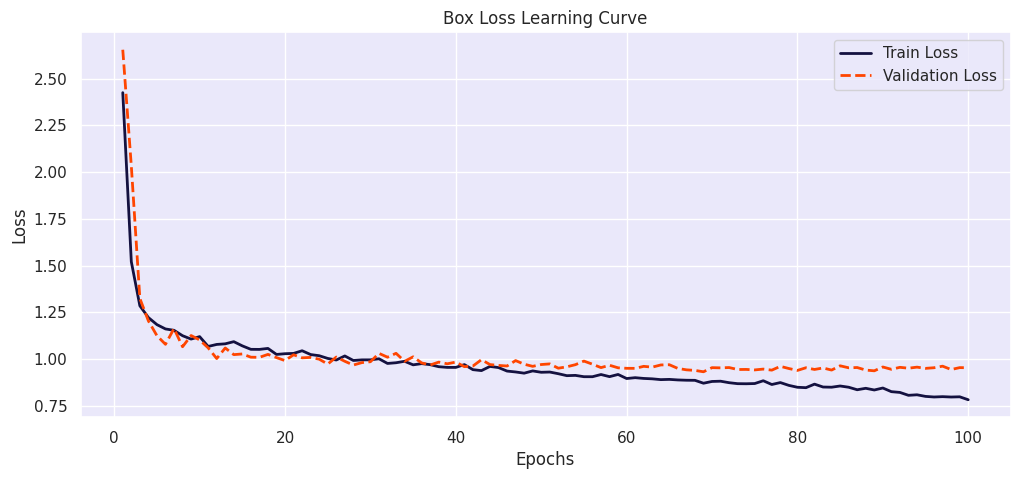 Box Loss Learning Curve
Train Loss
Validation Loss
Loss
2.50
2.25
2.00
1.75
1.50
1.25
1.00
0.75
0
20
40
60
80
100
Epochs